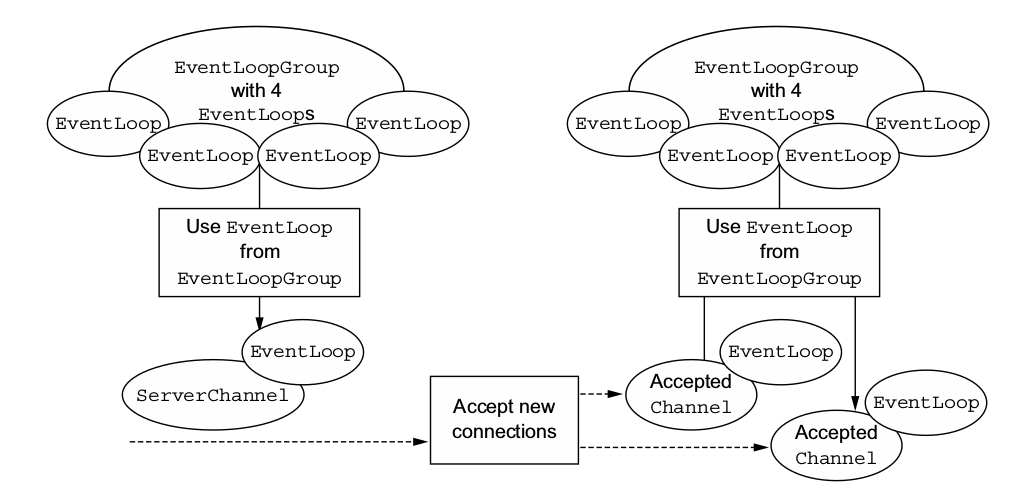 EventLoopGroup
with 4
EventLoops
EventLoop
EventLoop
EventLoop
EventLoop
Use EventLoop
from
EventLoopGroup
EventLoop
ServerChannel
EventLoopGroup
with 4
EventLoops
EventLoop
EventLoop
EventLoop
EventLoop
Use EventLoop
from
EventLoopGroup
EventLoop
Accepted
Channel
EventLoop
Accepted
Channel
Accept new
connections